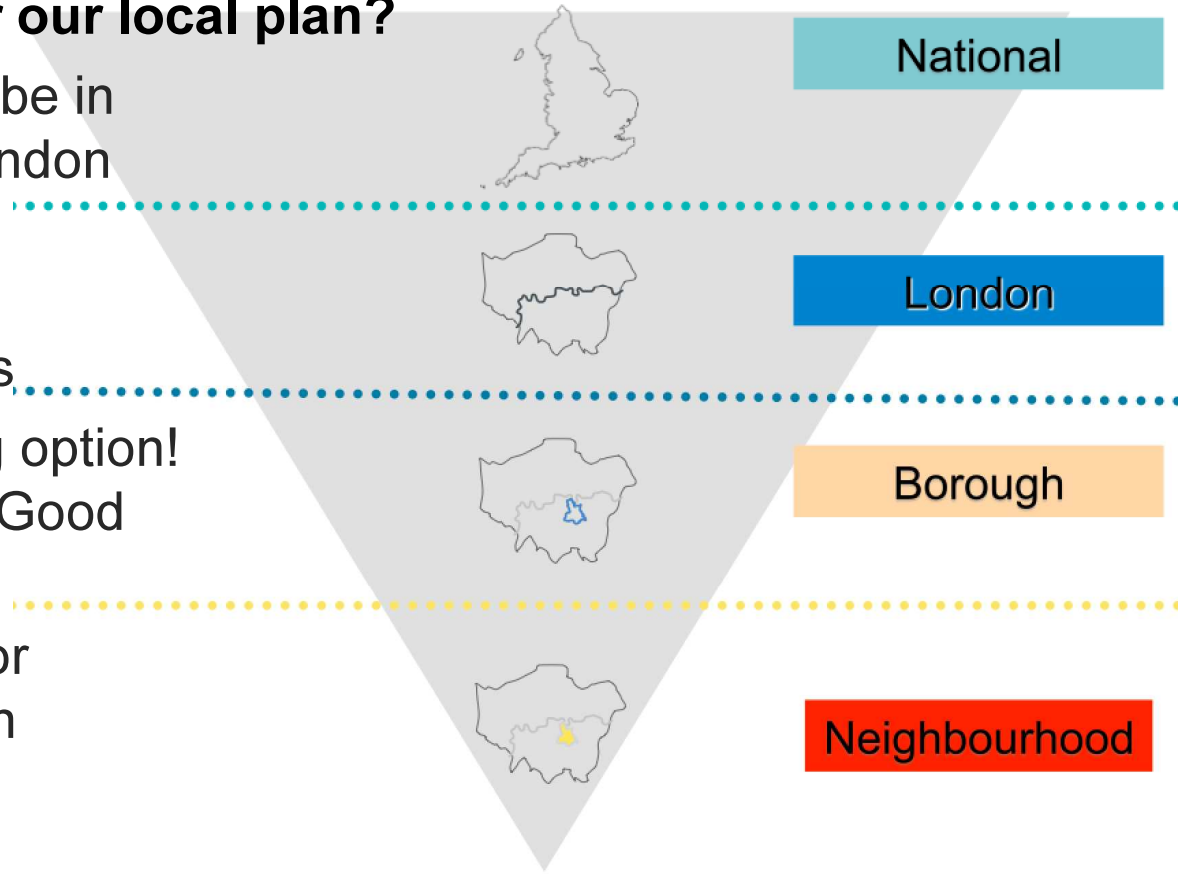 r our local plan?
National
be in
ndon
London
s
g option!
Borough
Good
or
Neighbourhood
n